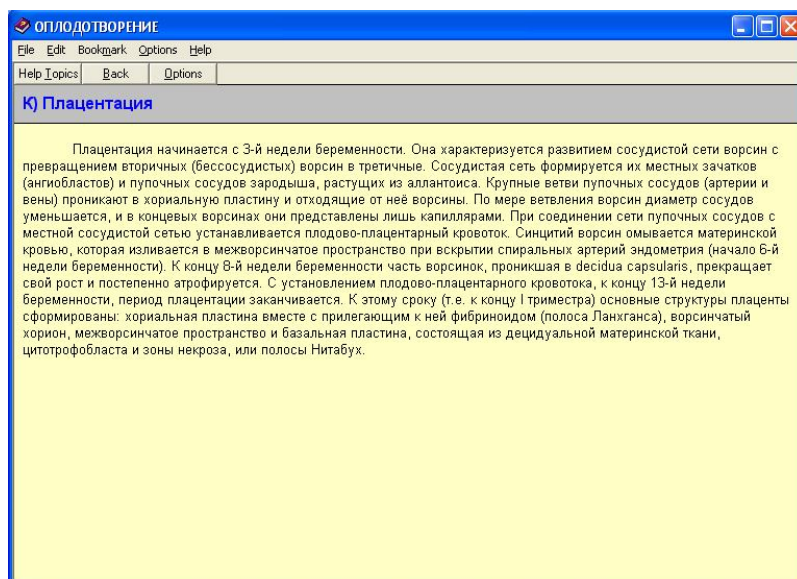 ОПЛОДОТВОРЕНИЕ
File Edit Bookmark Options Help
Help Topics Back Options
К) Плацентация
Плацентация начинается с 3-й недели беременности. Она характеризуется развитием сосудистой сети ворсин с
превращением вторичных (бессосудистых) ворсин в третичные. Сосудистая сеть формируется их местных зачатков
(ангиобластов) и пупочных сосудов зародыша, растущих из аллантоиса. Крупные ветви пупочных сосудов (артерии и
вены) проникают в хориальную пластину и отходящие от неё ворсины. По мере ветвления ворсин диаметр сосудов
уменьшается, и в концевых ворсинах они представлены лишь капиллярами. При соединении сети пупочных сосудов с
местной сосудистой сетью устанавливается плодово-плацентарный кровоток. Синцитий ворсин омывается материнской
кровью, которая изливается в межворсинчатое пространство при вскрытии спиральных артерий эндометрия (начало 6-й
недели беременности). К концу 8-й недели беременности часть ворсинок, проникшая в decidua capsularis, прекращает
свой рост и постепенно атрофируется. С установлением плодово-плацентарного кровотока, к концу 13-й недели
беременности, период плацентации заканчивается. К этому сроку (т.е. к концу I триместра) основные структуры плаценты
сформированы: хориальная пластина вместе с прилегающим к ней фибриноидом (полоса Ланхганса), ворсинчатый
хорион, межворсинчатое пространство и базальная пластина, состоящая из децидуальной материнской ткани,
цитотрофобласта и зоны некроза, или полосы Нитабух.